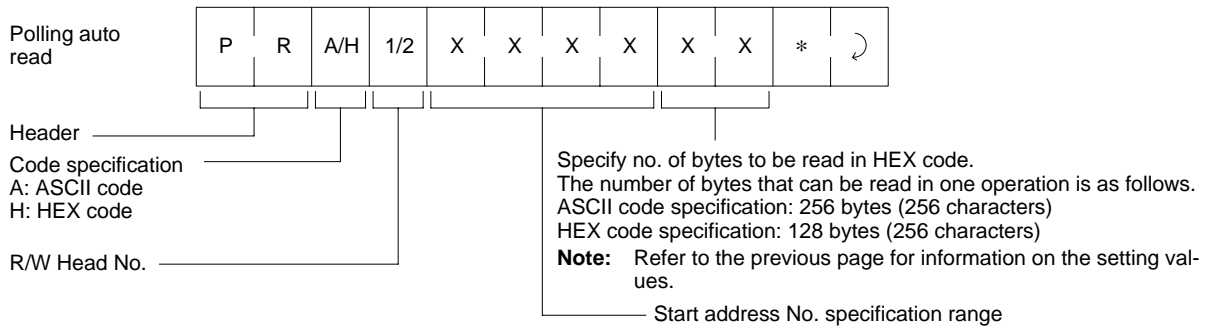 Polling auto
read
P R A/H 1/2 X X X X X X * ⤶
Header
Code specification
A: ASCII code
H: HEX code
R/W Head No.
Specify no. of bytes to be read in HEX code.
The number of bytes that can be read in one operation is as follows.
ASCII code specification: 256 bytes (256 characters)
HEX code specification: 128 bytes (256 characters)
Note: Refer to the previous page for information on the setting val-
ues.
Start address No. specification range